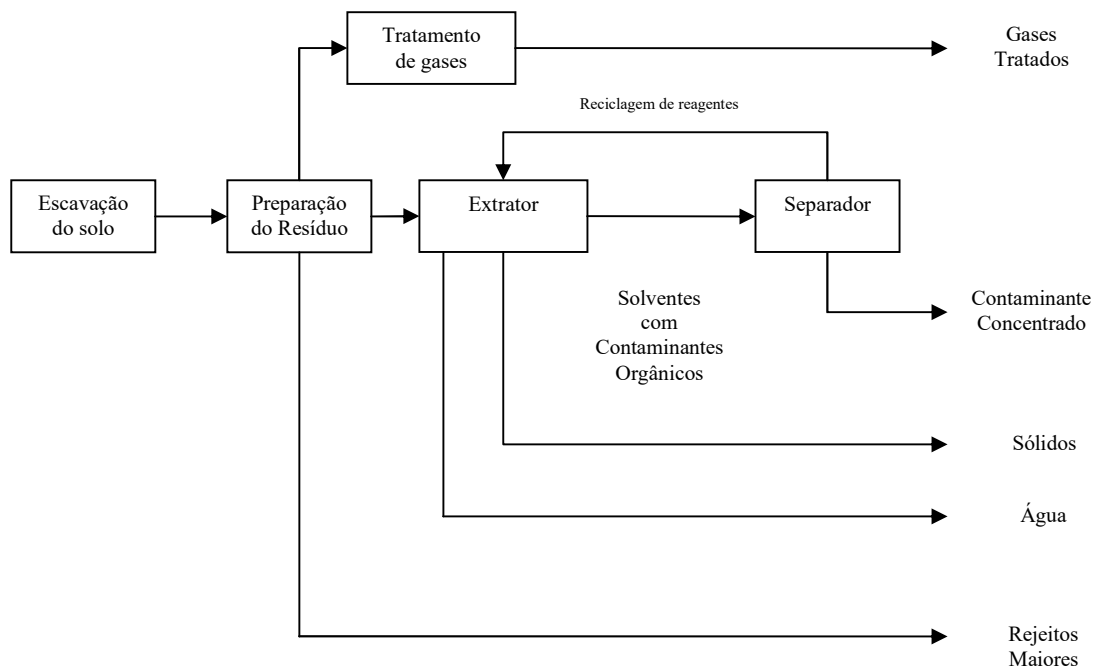 Tratamento
de gases
Gases
Tratados
Reciclagem de reagentes
Escavação
do solo
Preparação
do Resíduo
Extrator
Separador
Solventes
com
Contaminantes
Orgânicos
Contaminante
Concentrado
Sólidos
Água
Rejeitos
Maiores